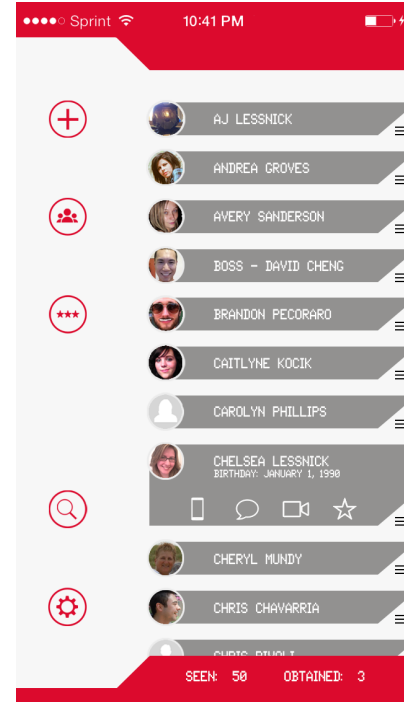 Sprint 10:41 PM
AJ LESSNICK
ANDREA GROVES
AVERY SANDERSON
BOSS - DAVID CHENG
BRANDON PECORARO
CAITLYNE KOCIK
CAROLYN PHILLIPS
CHELSEA LESSNICK
BIRTHDAY: JANUARY 1, 1990
CHERYL MUNDY
CHRIS CHAVARRIA
CHRIS
SEEN: 50 OBTAINED: 3